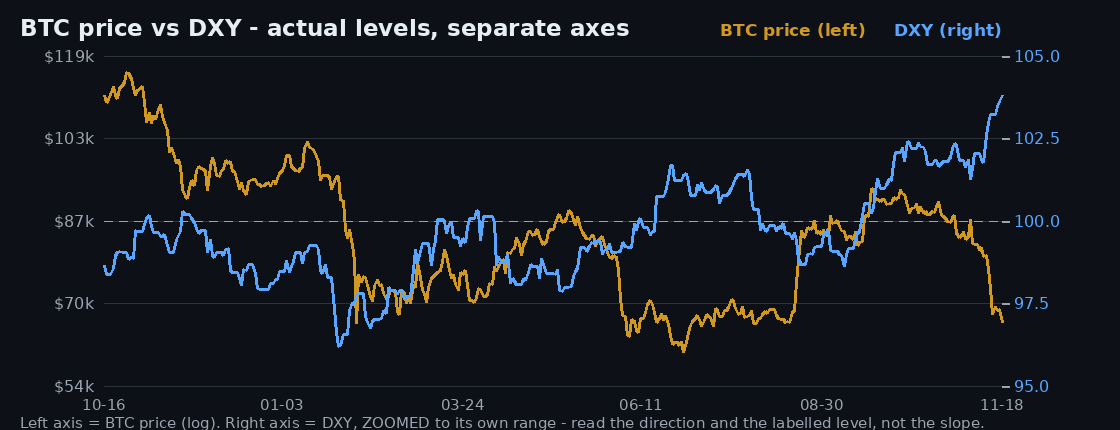 BTC price vs DXY - actual levels, separate axes
BTC price (left) DXY (right)
$119k 105.0
$103k 102.5
$87k 100.0
$70k 97.5
$54k 95.0
10-16 01-03 03-24 06-11 08-30 11-18
Left axis = BTC price (log). Right axis = DXY, ZOOMED to its own range - read the direction and the labelled level, not the slope.